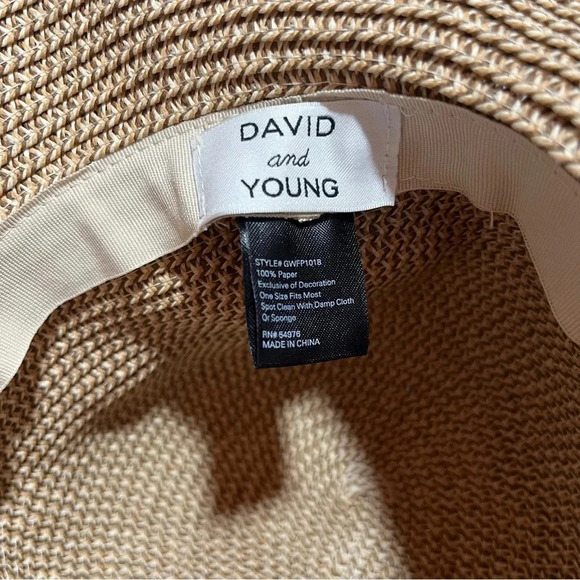 DAVID
and
YOUNG
STYLE# GWFP1018
100% Paper
Exclusive of Decoration
One Size Fits Most
Spot Clean With,Damp Cloth
Or Sponge
RN# 54976
MADE IN CHINA